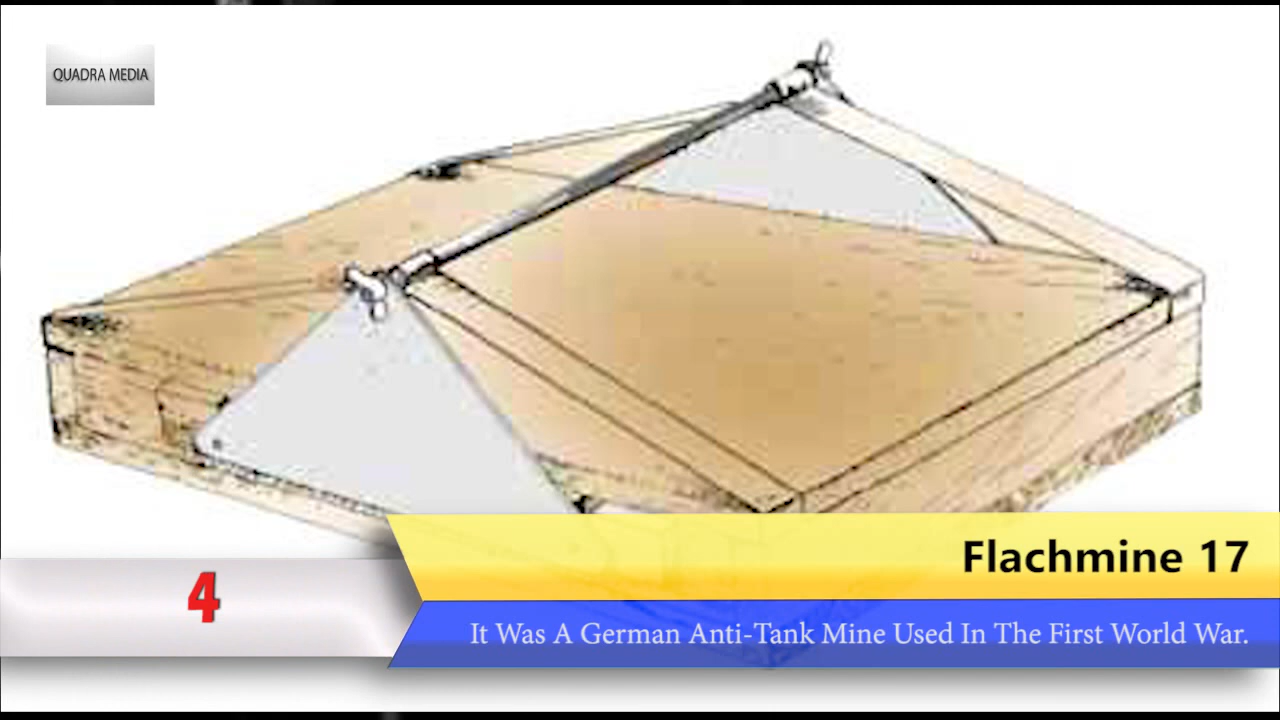 QUADRA MEDIA
Flachmine 17
4
It Was A German Anti-Tank Mine Used In The First World War.